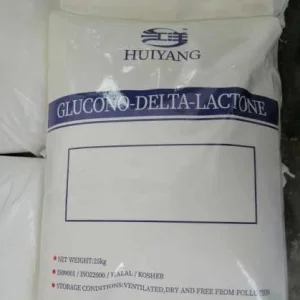 HUIYANG
GLUCONO-DELTA-LACTONE
NET WEIGHT:25kg
ISO9001 / ISO22000 / HALAL / KOSHER
STORAGE CONDITIONS:VENTILATED,DRY AND FREE FROM POLLUTION